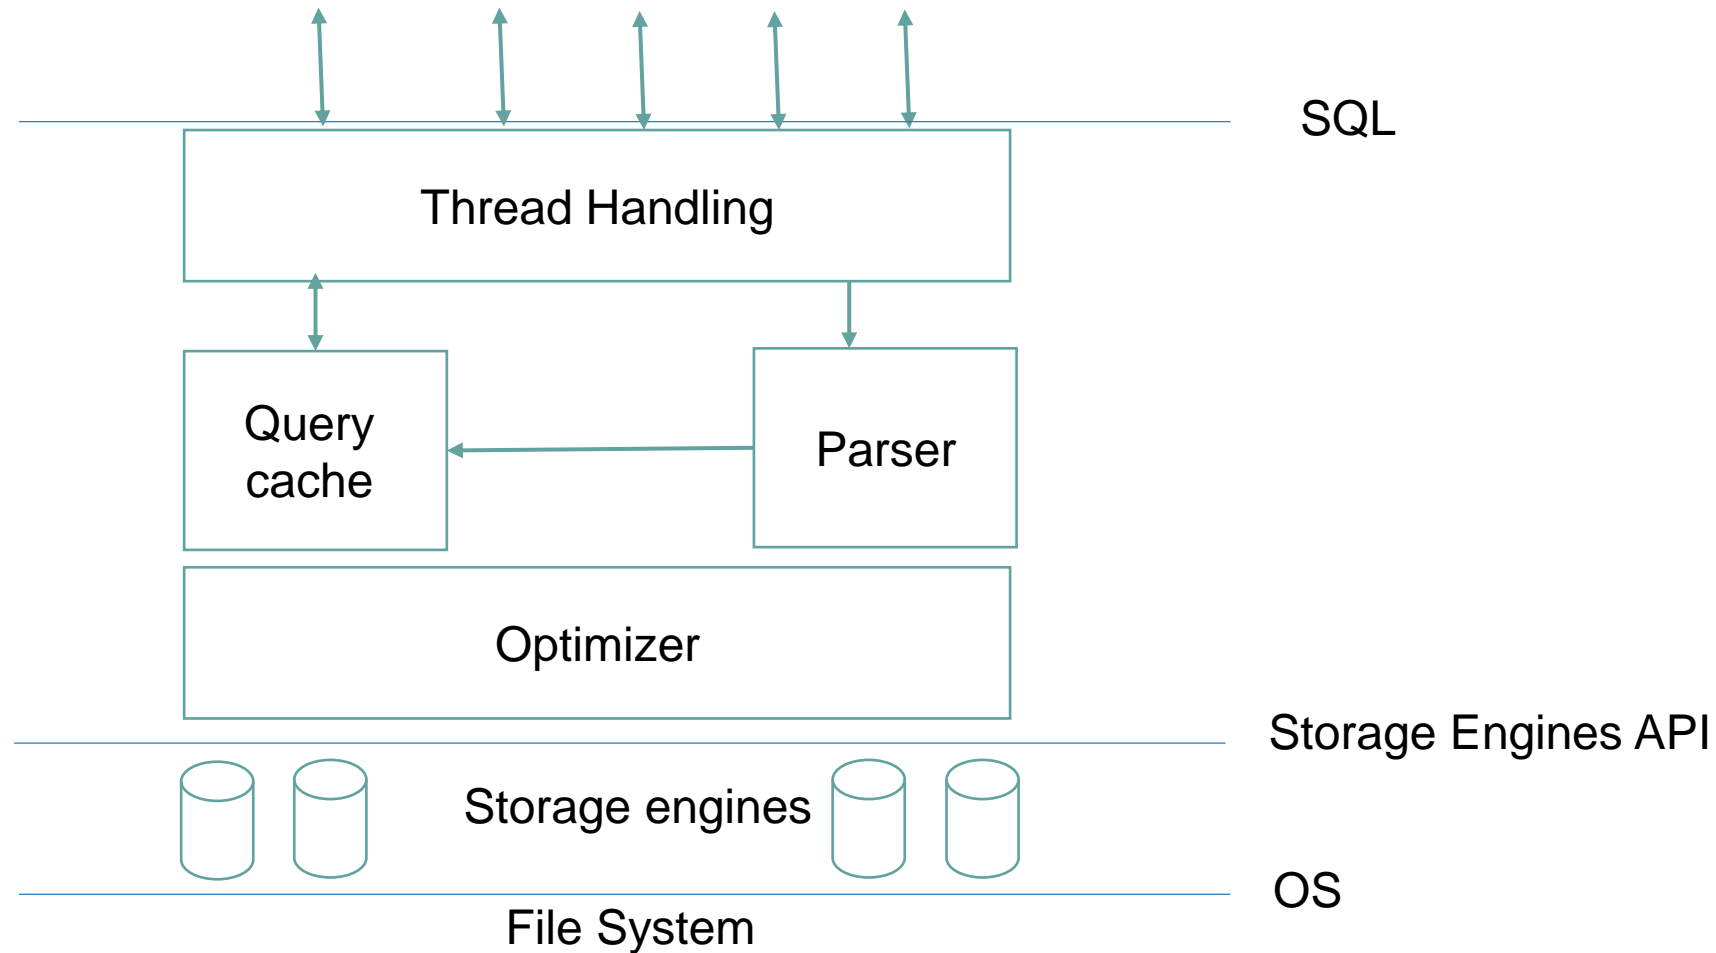 SQL
Thread Handling
Query
cache
Parser
Optimizer
Storage Engines API
Storage engines
OS
File System